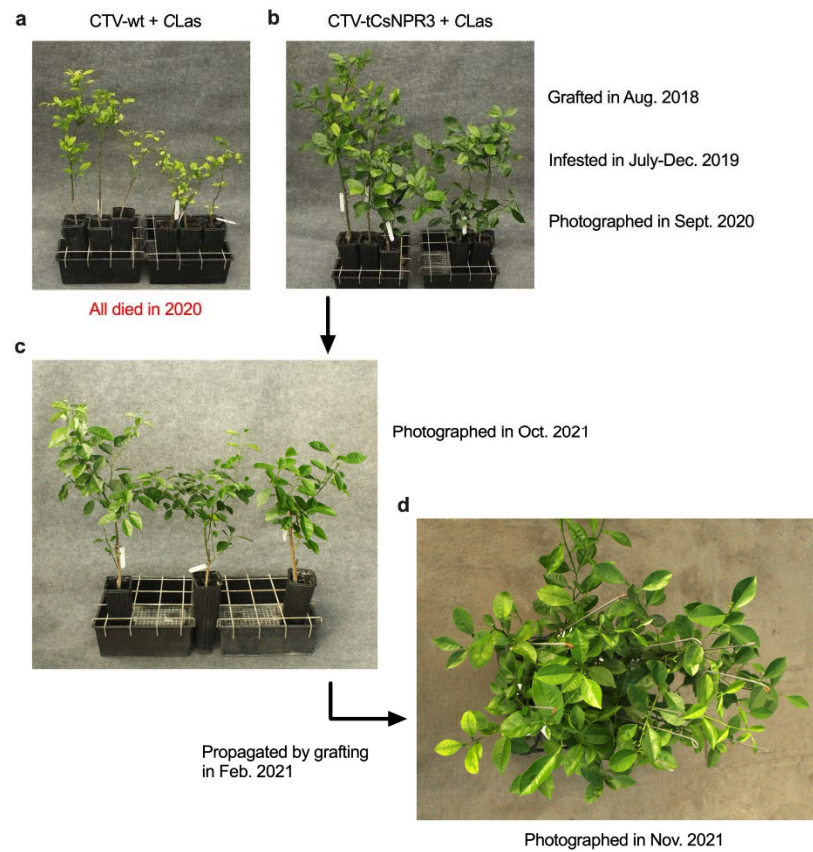 a
CTV-wt + CLas
b
CTV-tCsNPR3 + CLas
Grafted in Aug. 2018
Infested in July-Dec. 2019
Photographed in Sept. 2020
All died in 2020
c
Photographed in Oct. 2021
d
Propagated by grafting
in Feb. 2021
Photographed in Nov. 2021